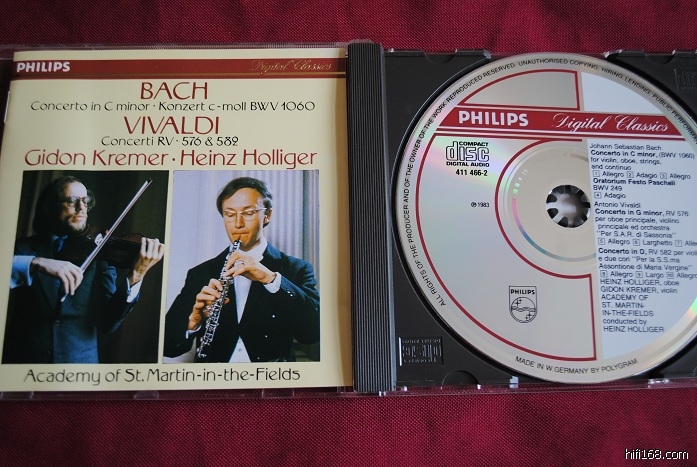 PHILIPS
Digital Classics
BACH
Concerto in C minor · Konzert c-moll BWV 1060
VIVALDI
Concerti RV · 576 & 582
Gidon Kremer · Heinz Holliger
Academy of St. Martin-in-the-Fields
ALL RIGHTS OF THE PRODUCER AND OF THE OWNER OF THE WORK REPRODUCED RESERVED. UNAUTHORISED COPYING, HIRING, LENDING, PUBLIC
PHILIPS
Digital Classics
COMPACT
disc
DIGITAL AUDIO
411 466-2
℗ 1983
Johann Sebastian Bach
Concerto in C minor, (BWV 1060)
for violin, oboe, strings,
and continuo
1 Allegro 2 Adagio 3 Allegro
Oratorium Festo Paschali
BWV 249
4 Adagio
Antonio Vivaldi
Concerto in G minor, RV 576
per oboe principale, violino
principale ed orchestra
"Per S.A.R. di Sassonia"
5 Allegro 6 Larghetto 7
Concerto in D, RV 582 per violino
e due cori "Per la S.S.ma
Assontione di Maria Vergine"
8 Allegro 9 Largo 10 Allegro
HEINZ HOLLIGER, oboe
GIDON KREMER, violin
ACADEMY OF
ST. MARTIN-
IN-THE-FIELDS
conducted by
HEINZ HOLLIGER
PHILIPS
MADE IN W. GERMANY BY POLYGRAM
disc
hifi168.com